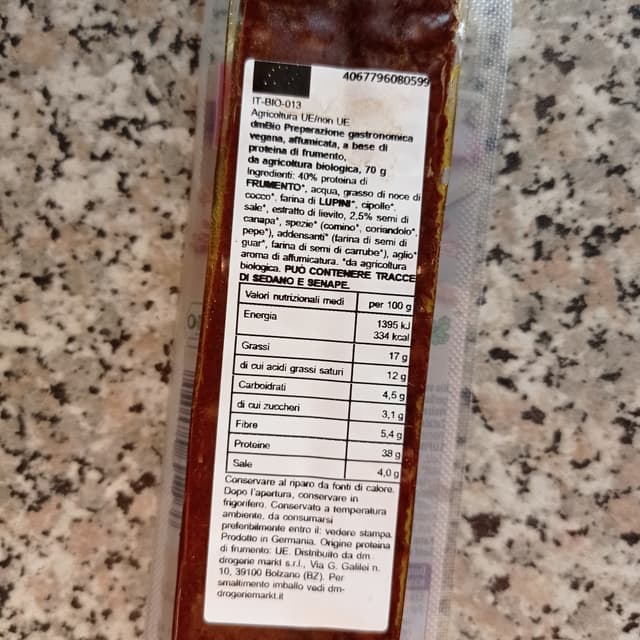 4067796080599
IT-BIO-013
Agricoltura UE/non UE
dmBio Preparazione gastronomica
vegana, affumicata, a base di
proteina di frumento,
da agricoltura biologica, 70 g
Ingredienti: 40% proteina di
FRUMENTO*, acqua, grasso di noce di
cocco*, farina di LUPINI*, cipolle*,
sale*, estratto di lievito, 2,5% semi di
canapa*, spezie* (comino*, coriandolo*,
pepe*), addensanti* (farina di semi di
guar*, farina di semi di carrube*), aglio*
aroma di affumicatura. *da agricoltura
biologica. PUÒ CONTENERE TRACCE
DI SEDANO E SENAPE.
Valori nutrizionali medi per 100 g
Energia 1395 kJ
334 kcal
Grassi 17 g
di cui acidi grassi saturi 12 g
Carboidrati 4,5 g
di cui zuccheri 3,1 g
Fibre 5,4 g
Proteine 38 g
Sale 4,0 g
Conservare al riparo da fonti di calore.
Dopo l'apertura, conservare in
frigorifero. Conservato a temperatura
ambiente, da consumarsi
preferibilmente entro il: vedere stampa.
Prodotto in Germania. Origine proteina
di frumento: UE. Distribuito da dm
drogerie markt s.r.l., Via G. Galilei n.
10, 39100 Bolzano (BZ). Per
smaltimento imballo vedi dm-
drogeriemarkt.it